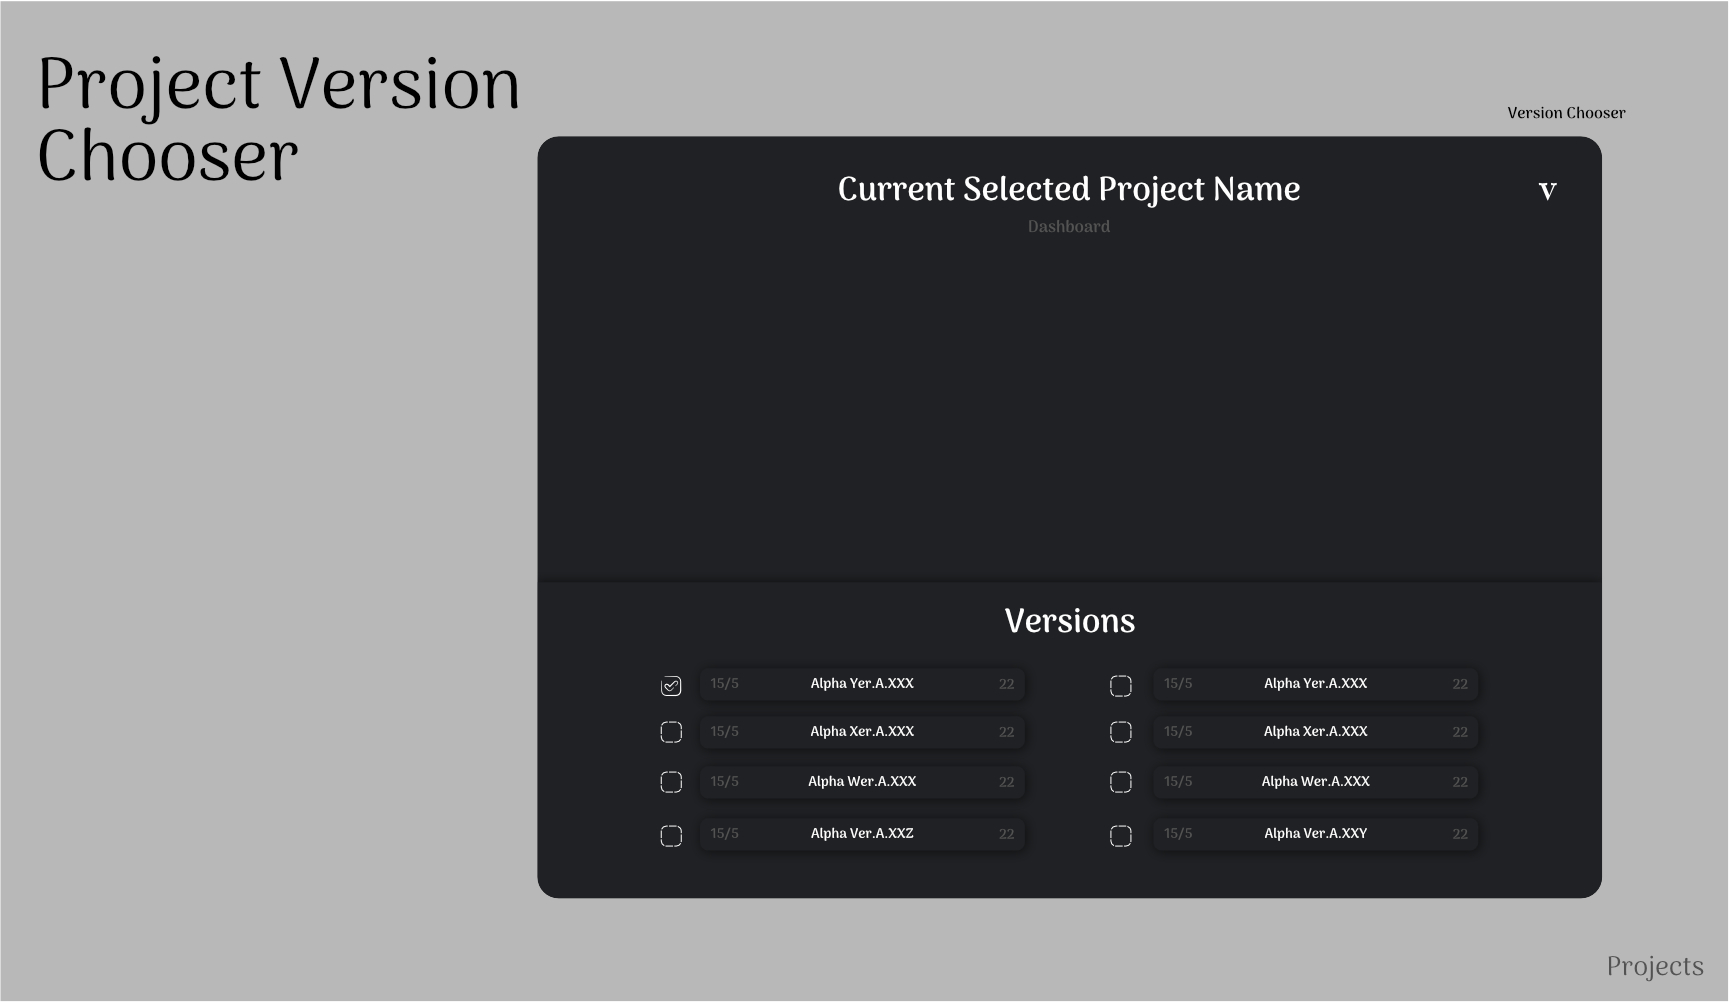 Project Version
Chooser
Version Chooser
Current Selected Project Name
v
Dashboard
Versions
15/5 Alpha Yer.A.XXX 22
15/5 Alpha Yer.A.XXX 22
15/5 Alpha Xer.A.XXX 22
15/5 Alpha Xer.A.XXX 22
15/5 Alpha Wer.A.XXX 22
15/5 Alpha Wer.A.XXX 22
15/5 Alpha Ver.A.XXZ 22
15/5 Alpha Ver.A.XXY 22
Projects